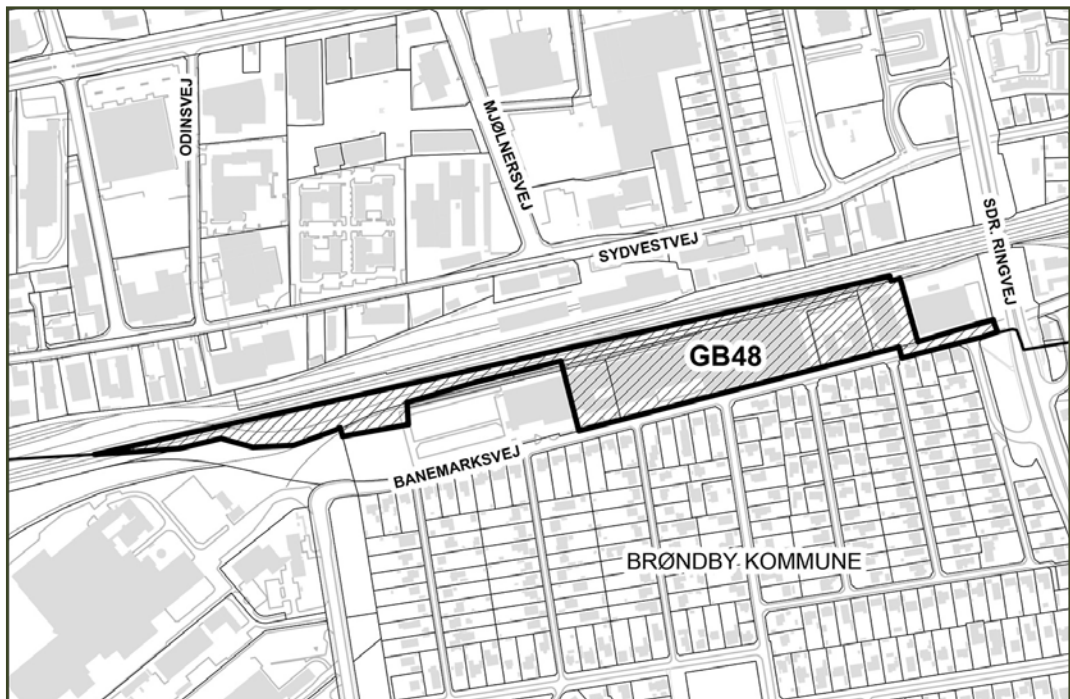 ODINSVEJ
MJØLNERSVEJ
SYDVESTVEJ
SDR. RINGVEJ
GB48
BANEMARKSVEJ
BRØNDBY KOMMUNE